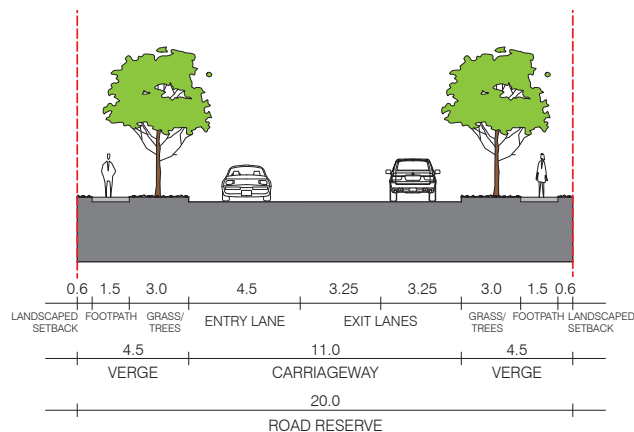 0.6 1.5 3.0 4.5 3.25 3.25 3.0 1.5 0.6
LANDSCAPED SETBACK FOOTPATH GRASS/ TREES ENTRY LANE EXIT LANES GRASS/ TREES FOOTPATH LANDSCAPED SETBACK
4.5 11.0 4.5
VERGE CARRIAGEWAY VERGE
20.0
ROAD RESERVE